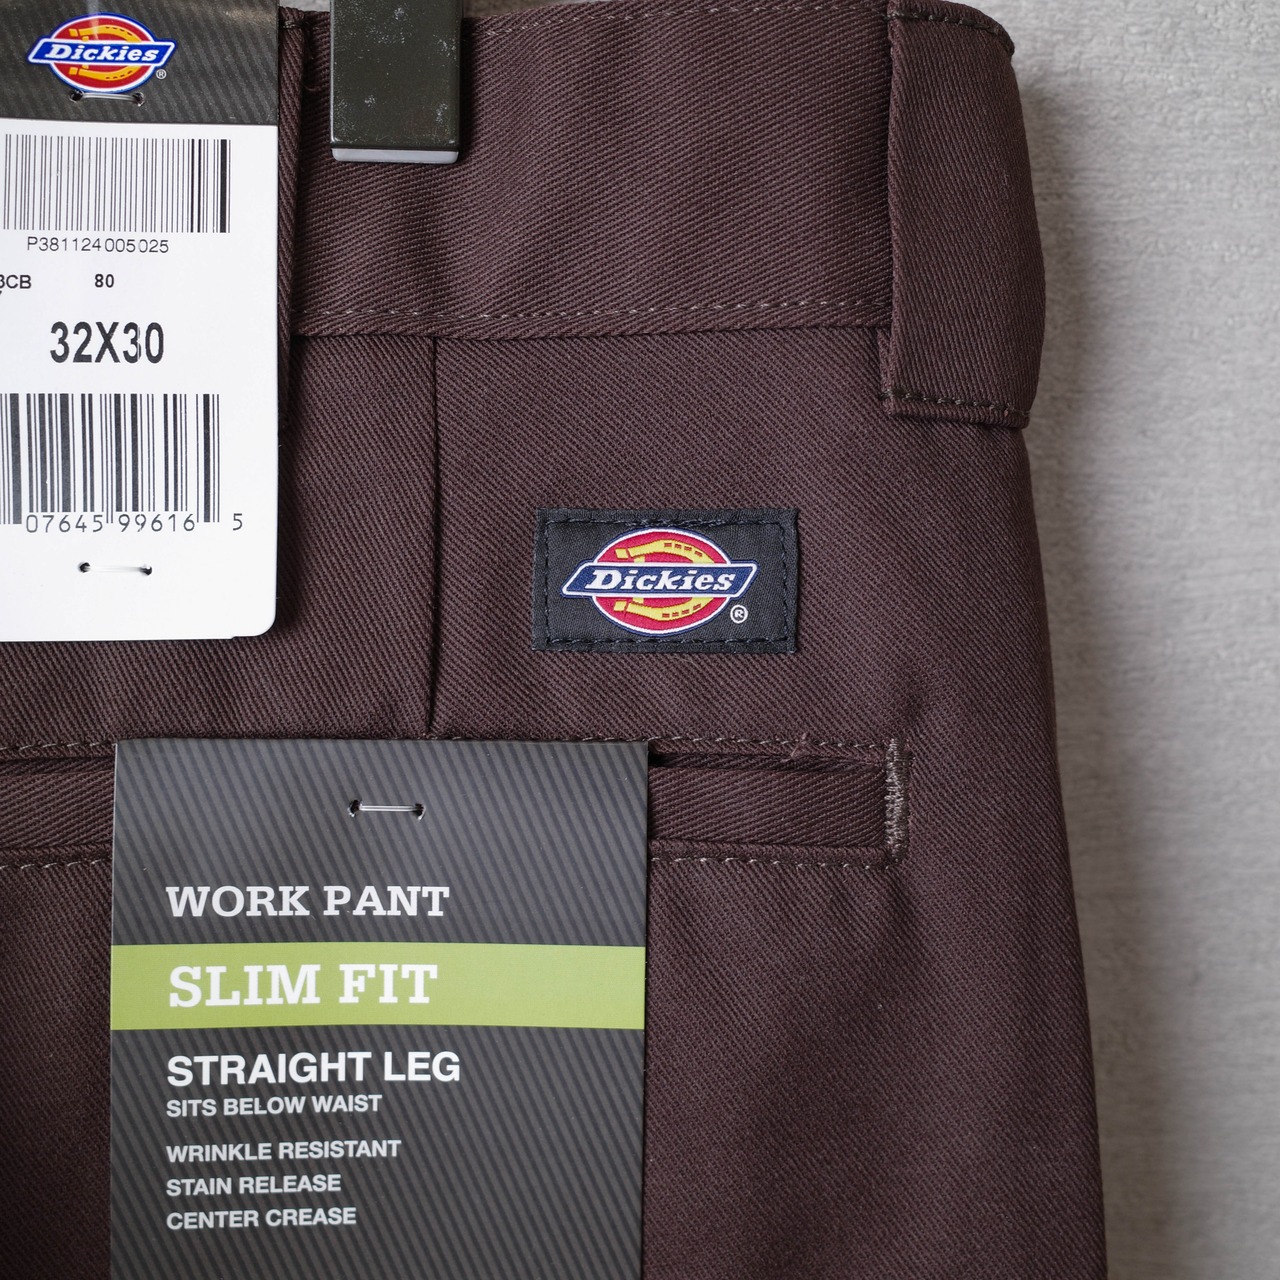 Dickies®
P381124005025
3CB 80
32X30
07645 99616 5
Dickies
®
WORK PANT
SLIM FIT
STRAIGHT LEG
SITS BELOW WAIST
WRINKLE RESISTANT
STAIN RELEASE
CENTER CREASE